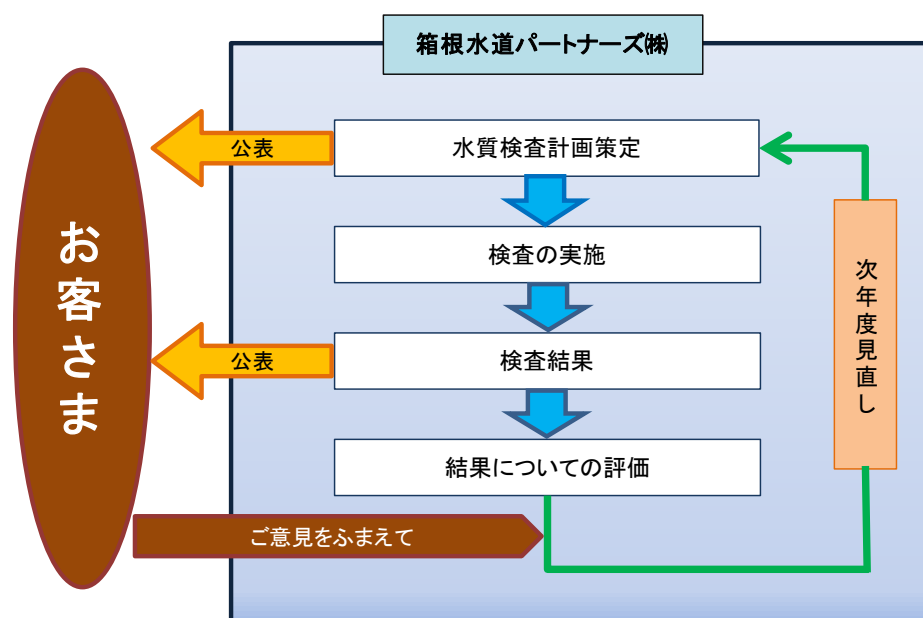 箱根水道パートナーズ㈱
公表
水質検査計画策定
検査の実施
公表
検査結果
結果についての評価
ご意見をふまえて
お客さま
次年度見直し